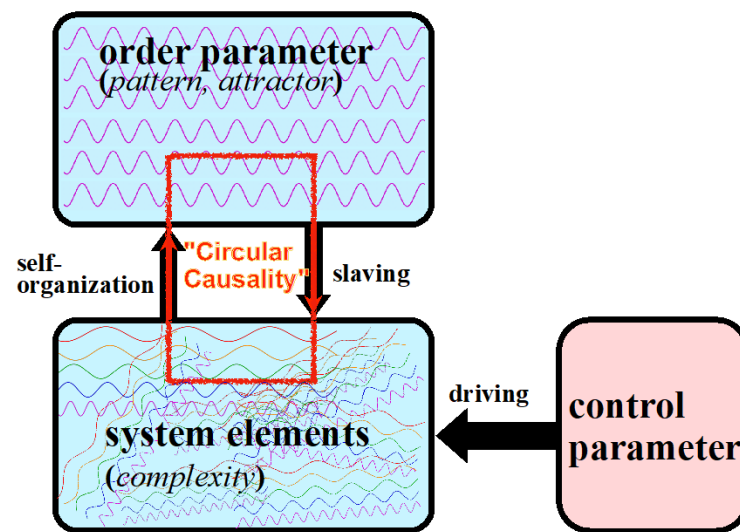 order parameter
(pattern, attractor)
self-
organization
"Circular
Causality"
slaving
system elements
(complexity)
driving
control
parameter